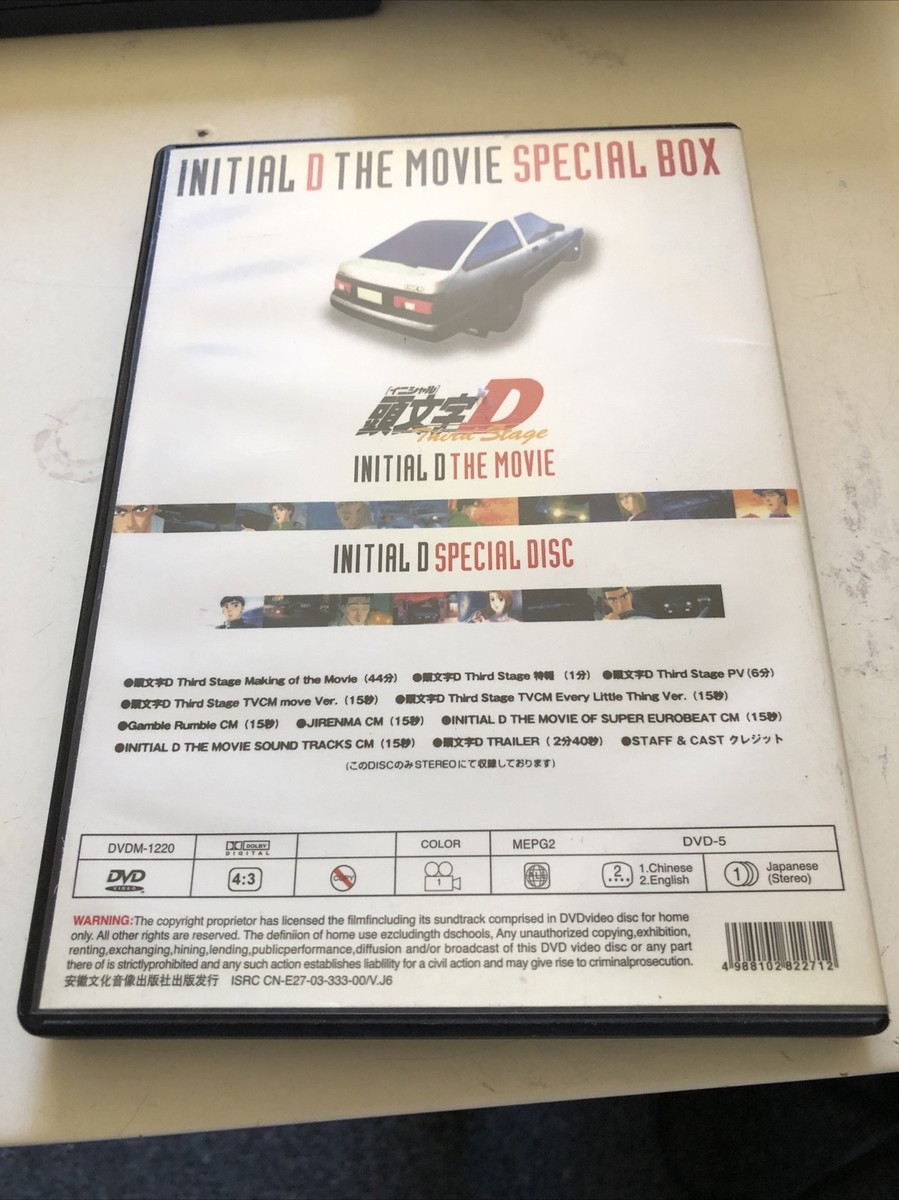 INITIAL D THE MOVIE SPECIAL BOX
[イニシャル]
頭文字D
Third Stage
INITIAL D THE MOVIE
INITIAL D SPECIAL DISC
●頭文字D Third Stage Making of the Movie (44分) ●頭文字D Third Stage 特報 (1分) ●頭文字D Third Stage PV (6分)
●頭文字D Third Stage TVCM move Ver. (15秒) ●頭文字D Third Stage TVCM Every Little Thing Ver. (15秒)
●Gamble Rumble CM (15秒) ●JIRENMA CM (15秒) ●INITIAL D THE MOVIE OF SUPER EUROBEAT CM (15秒)
●INITIAL D THE MOVIE SOUND TRACKS CM (15秒) ●頭文字D TRAILER ( 2分40秒) ●STAFF & CAST クレジット
(このDISCのみSTEREOにて収録しております)
DVDM-1220 DOLBY DIGITAL COLOR MEPG2 DVD-5
DVD VIDEO 4:3 COPY 1 ALL 2 1.Chinese 2.English 1 Japanese (Stereo)
WARNING:The copyright proprietor has licensed the filmfincluding its sundtrack comprised in DVDvideo disc for home
only. All other rights are reserved. The definiion of home use ezcludingth dschools, Any unauthorized copying,exhibition,
renting,exchanging,hining,lending,publicperformance,diffusion and/or broadcast of this DVD video disc or any part
there of is strictlyprohibited and any such action establishes liablility for a civil action and may give rise to criminalprosecution.
安徽文化音像出版社出版发行 ISRC CN-E27-03-333-00/V.J6
4 988102 822712